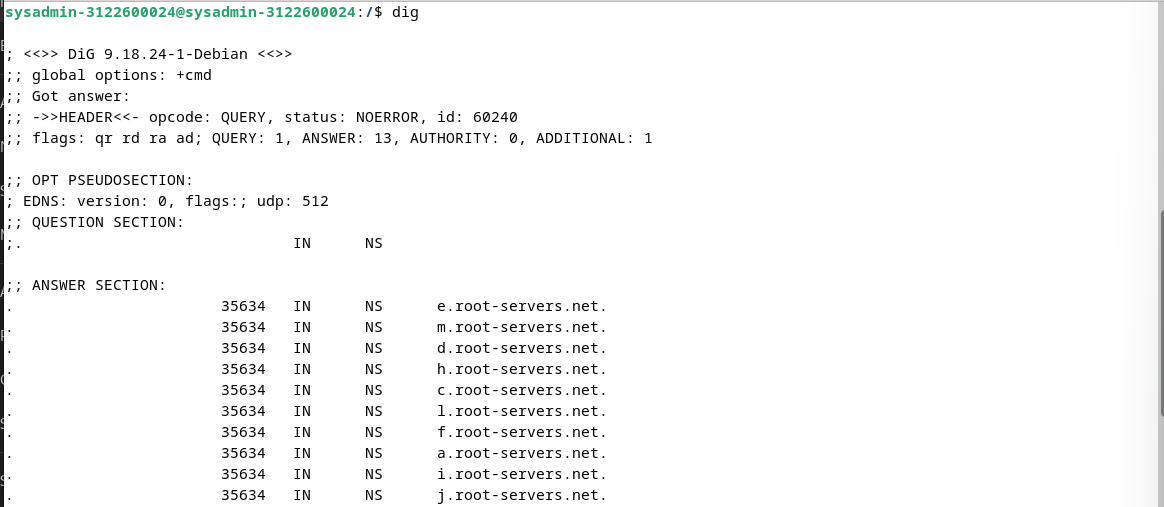 sysadmin-3122600024@sysadmin-3122600024:/$ dig
; <<>> DiG 9.18.24-1-Debian <<>>
;; global options: +cmd
;; Got answer:
;; ->>HEADER<<- opcode: QUERY, status: NOERROR, id: 60240
;; flags: qr rd ra ad; QUERY: 1, ANSWER: 13, AUTHORITY: 0, ADDITIONAL: 1
;; OPT PSEUDOSECTION:
; EDNS: version: 0, flags:; udp: 512
;; QUESTION SECTION:
;. IN NS
;; ANSWER SECTION:
. 35634 IN NS e.root-servers.net.
. 35634 IN NS m.root-servers.net.
. 35634 IN NS d.root-servers.net.
. 35634 IN NS h.root-servers.net.
. 35634 IN NS c.root-servers.net.
. 35634 IN NS l.root-servers.net.
. 35634 IN NS f.root-servers.net.
. 35634 IN NS a.root-servers.net.
. 35634 IN NS i.root-servers.net.
. 35634 IN NS j.root-servers.net.